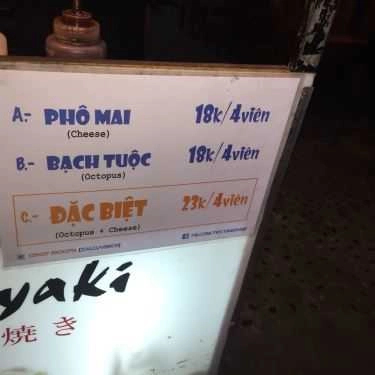 A.- PHÔ MAI 18k/4viên
(Cheese)
B.- BẠCH TUỘC 18k/4viên
(Octopus)
C.- ĐẶC BIỆT 23k/4viên
(Octopus + Cheese)
yaki
焼き